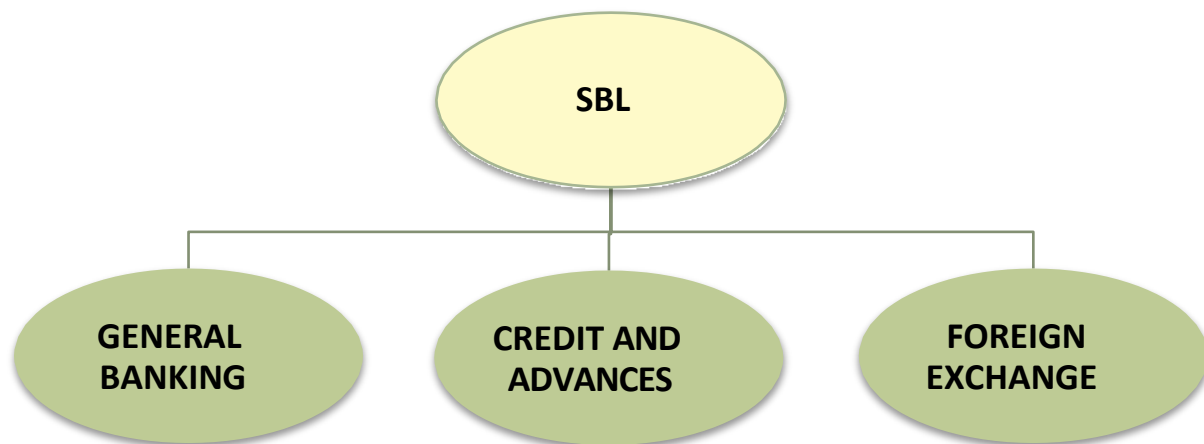 SBL
GENERAL
BANKING
CREDIT AND
ADVANCES
FOREIGN
EXCHANGE